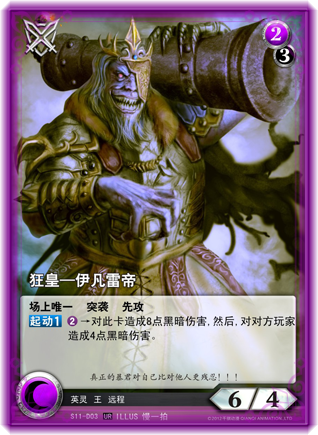 2
3
狂皇—伊凡雷帝
场上唯一 突袭 先攻
起动1 2→对此卡造成8点黑暗伤害,然后,对对方玩家
造成4点黑暗伤害。
真正的暴君对自己比对他人更残忍!!!
英灵 王 远程
6 / 4
S11-003 UR ILLUS 慢一拍